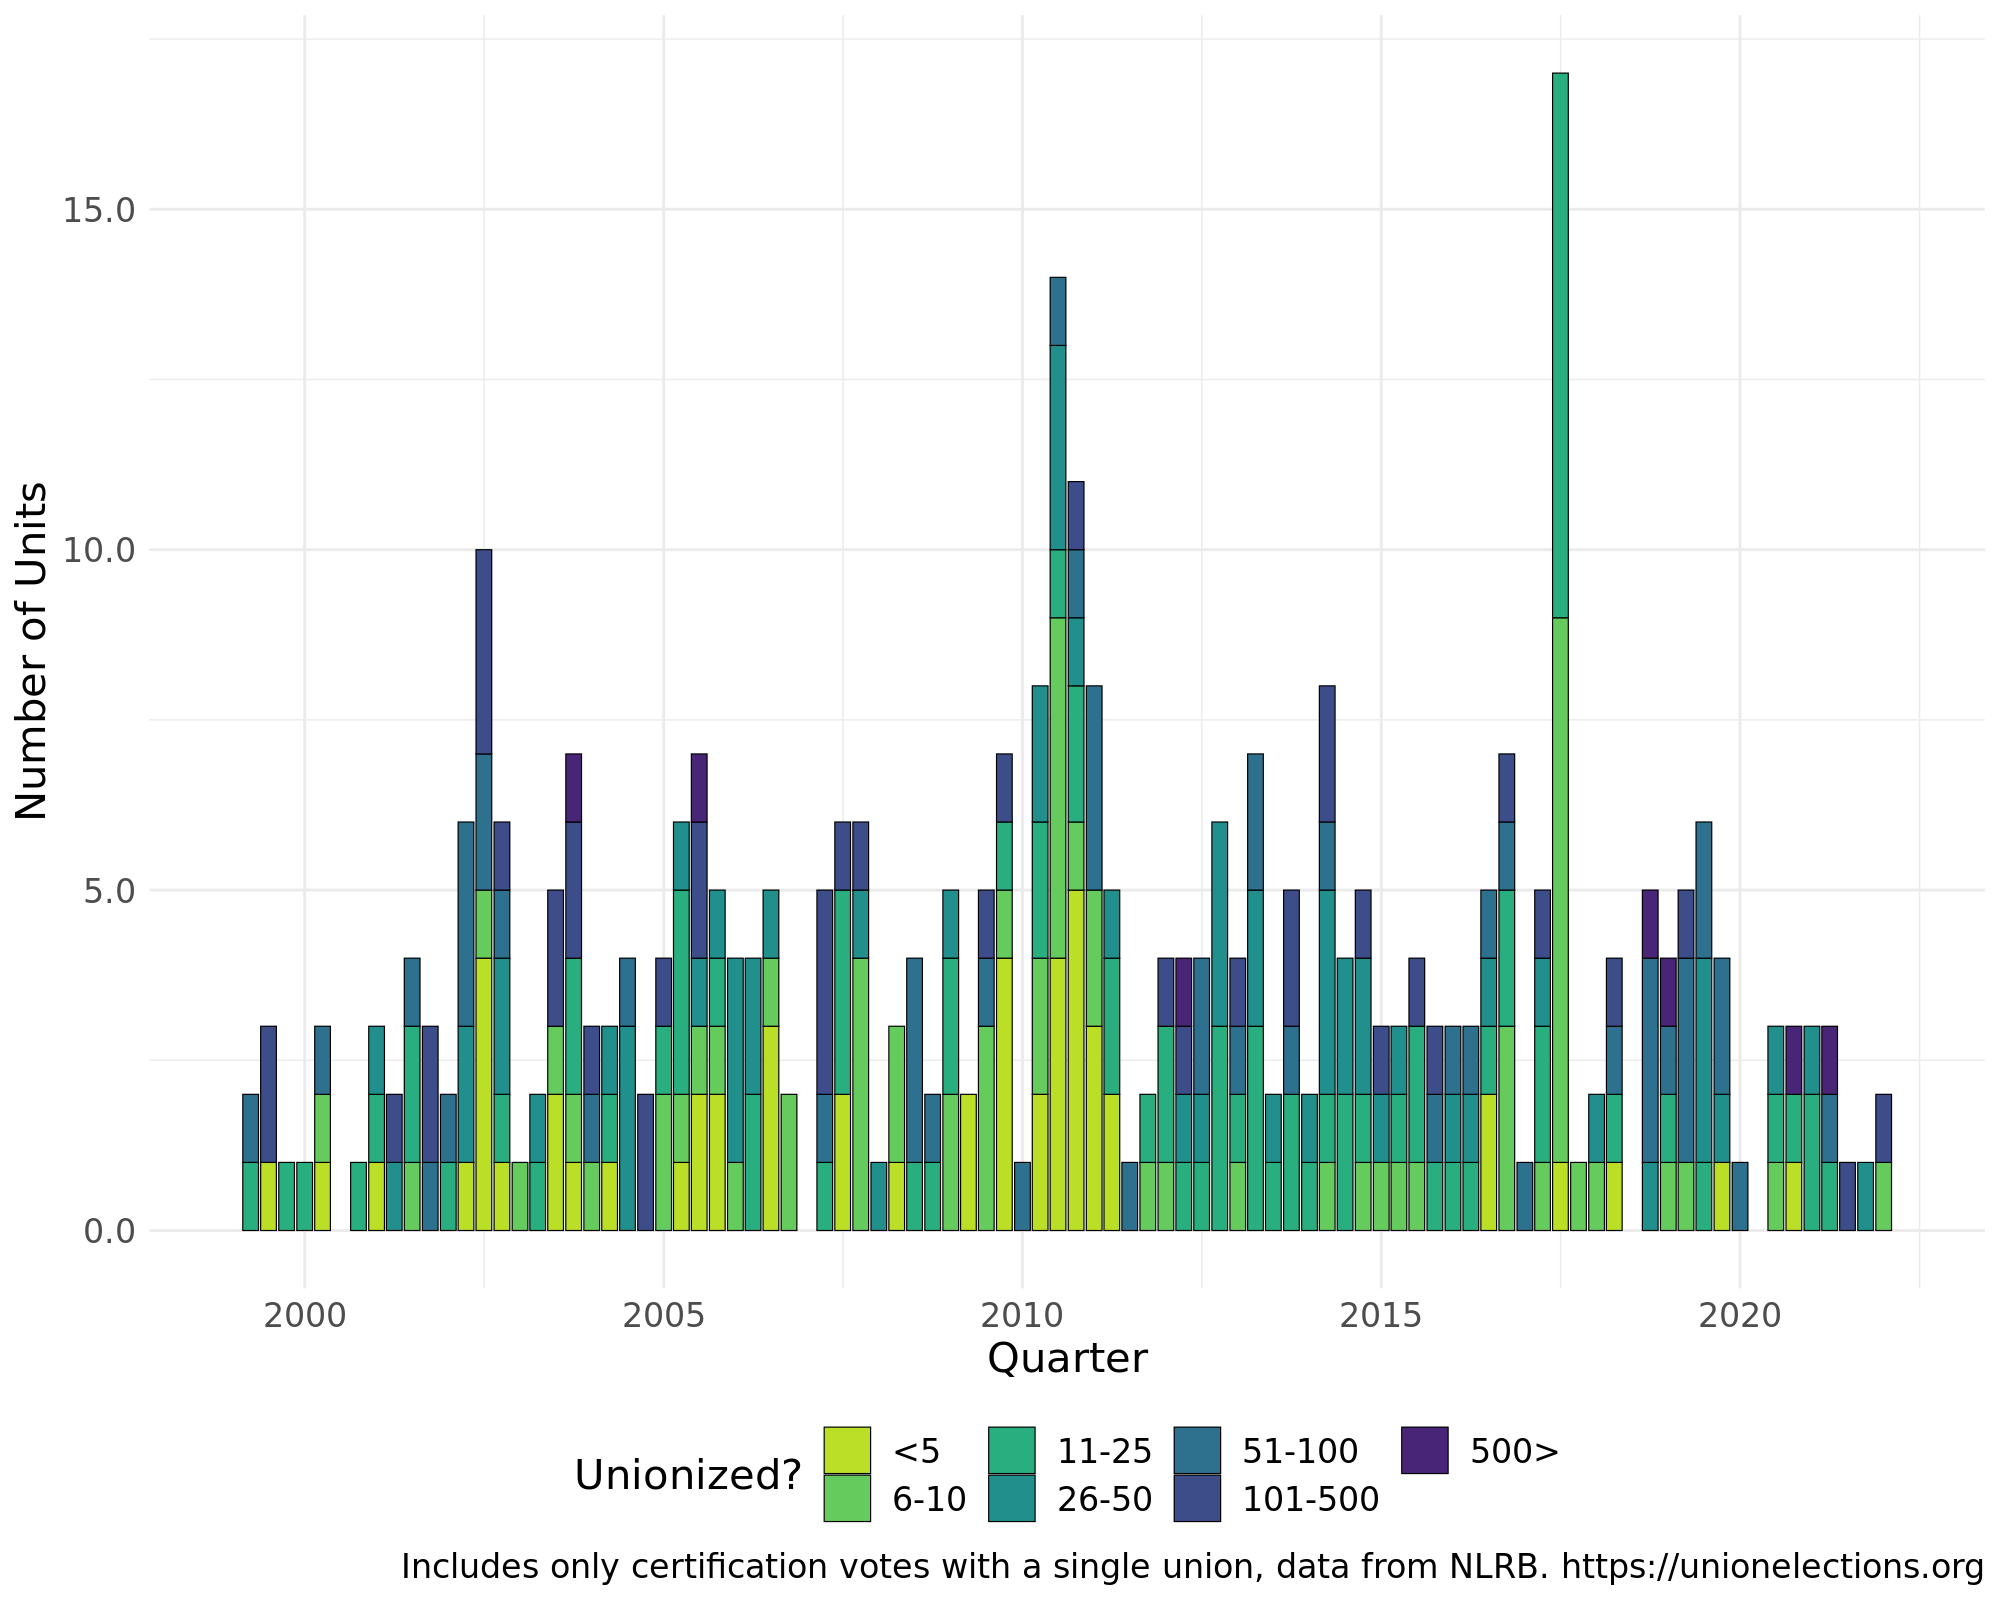 15.0
10.0
5.0
0.0
Number of Units
2000 2005 2010 2015 2020
Quarter
Unionized?
<5 11-25 51-100 500>
6-10 26-50 101-500
Includes only certification votes with a single union, data from NLRB. https://unionelections.org